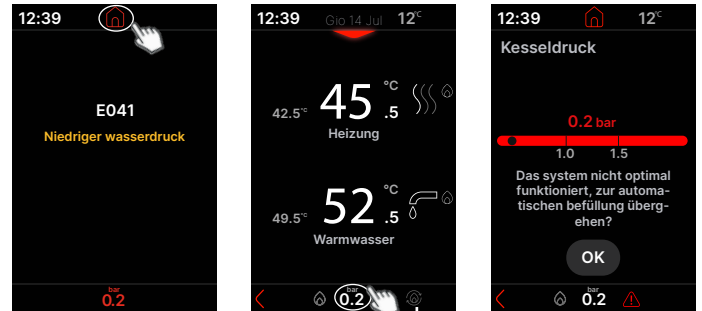 12:39
E041
Niedriger wasserdruck
bar
0.2
12:39 Gio 14 Jul 12°C
42.5°C 45.5 °C
Heizung
49.5°C 52.5 °C
Warmwasser
bar
0.2
12:39 12°C
Kesseldruck
0.2 bar
1.0 1.5
Das system nicht optimal
funktioniert, zur automa-
tischen befüllung überg-
ehen?
OK
bar
0.2